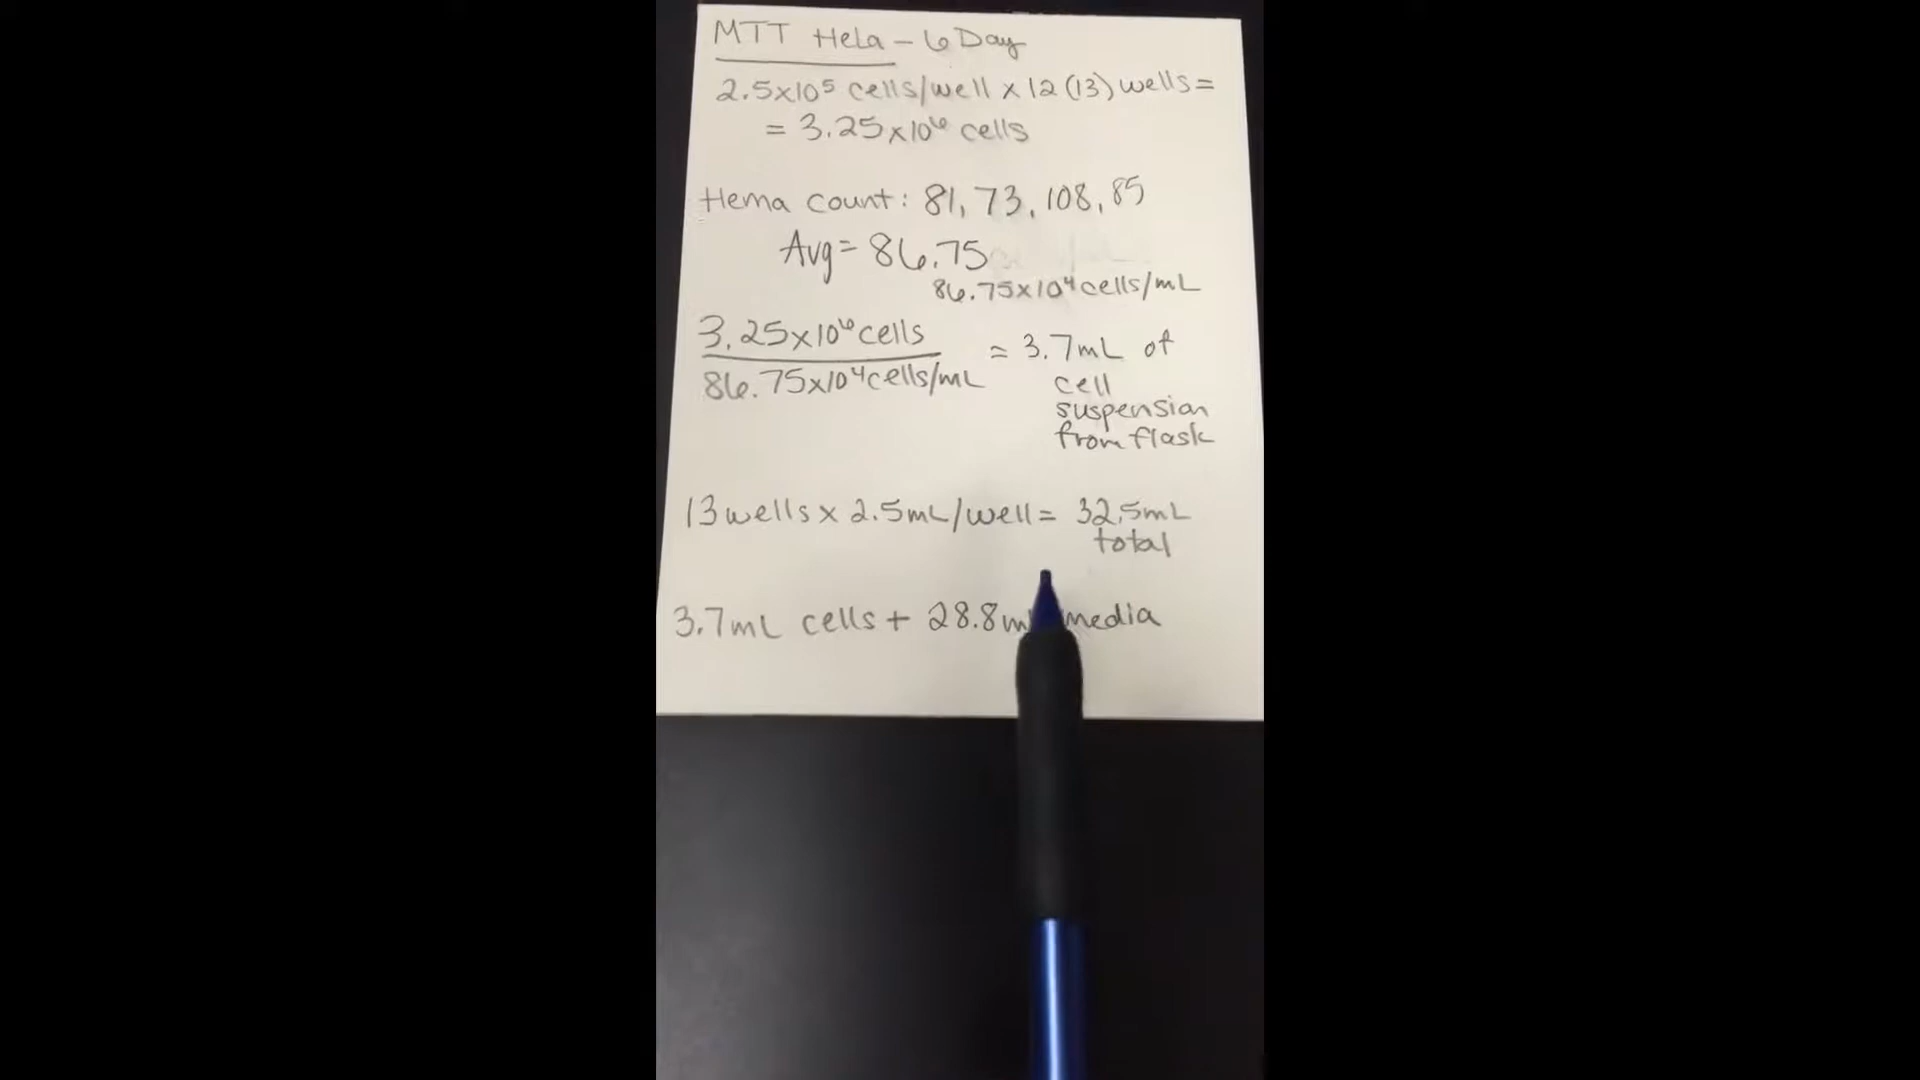 MTT HeLa - 6 Day
2.5x10⁵ cells/well x 12 (13) wells =
= 3.25x10⁶ cells
Hema count: 81, 73, 108, 85
Avg = 86.75
86.75x10⁴ cells/mL
3.25x10⁶ cells
86.75x10⁴ cells/mL
= 3.7mL of
cell
suspension
from flask
13 wells x 2.5mL/well = 32.5mL
total
3.7mL cells + 28.8m media